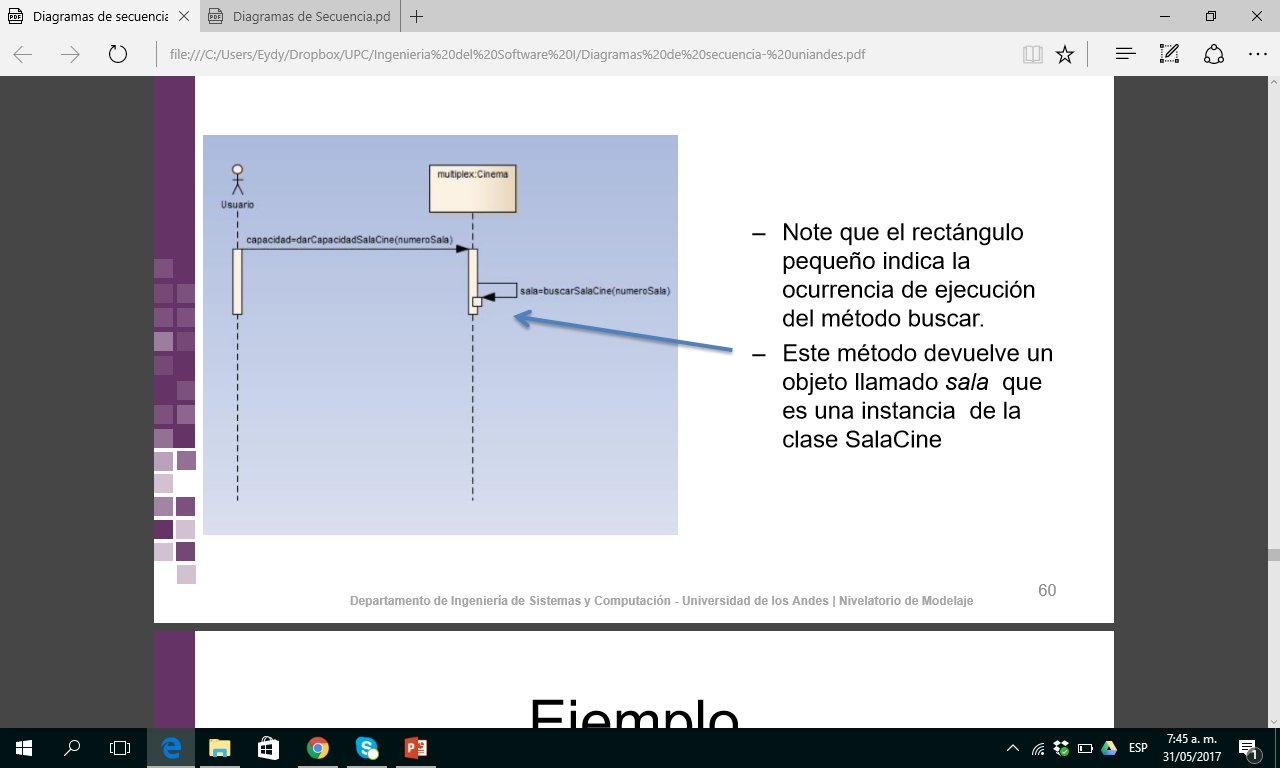 Diagramas de secuencia
Diagramas de Secuencia.pd
file:///C:/Users/Eydy/Dropbox/UPC/Ingenieria%20del%20Software%20I/Diagramas%20de%20secuencia-%20uniandes.pdf
multiplex:Cinema
Usuario
capacidad=darCapacidadSalaCine(numeroSala)
sala=buscarSalaCine(numeroSala)
– Note que el rectángulo
pequeño indica la
ocurrencia de ejecución
del método buscar.
– Este método devuelve un
objeto llamado sala que
es una instancia de la
clase SalaCine
60
Departamento de Ingeniería de Sistemas y Computación - Universidad de los Andes | Nivelatorio de Modelaje
Ejemplo
ESP
7:45 a. m.
31/05/2017
1